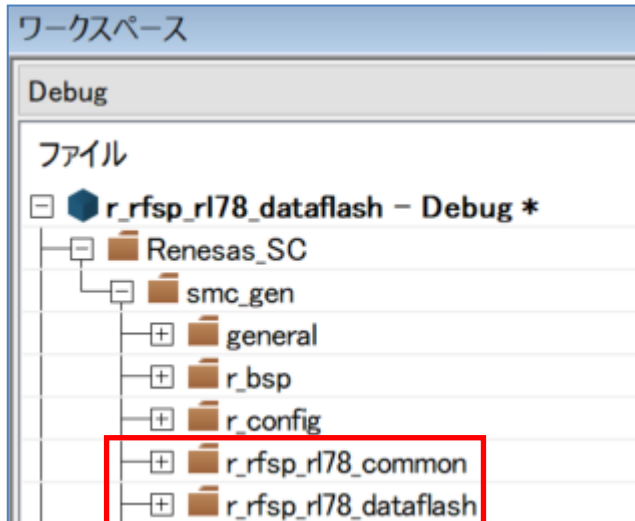 ワークスペース
Debug
ファイル
r_rfsp_rl78_dataflash – Debug *
Renesas_SC
smc_gen
general
r_bsp
r_config
r_rfsp_rl78_common
r_rfsp_rl78_dataflash